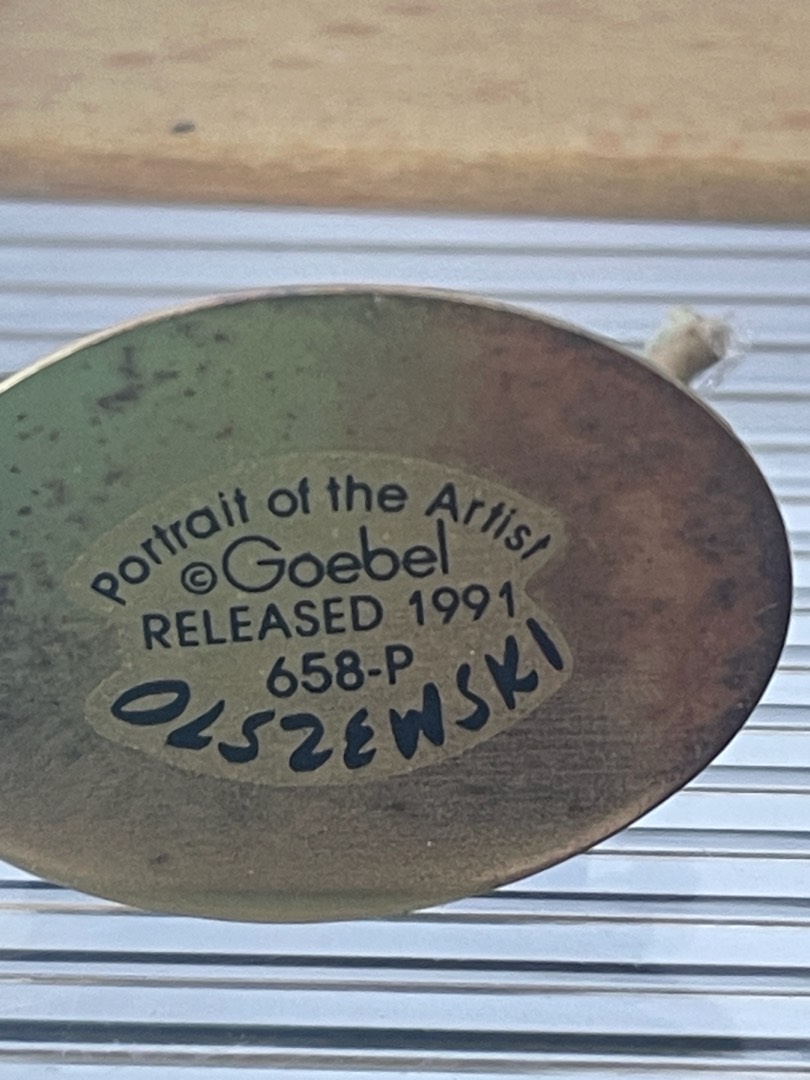 Portrait of the Artist
©Goebel
RELEASED 1991
658-P
OLSZEWSKI